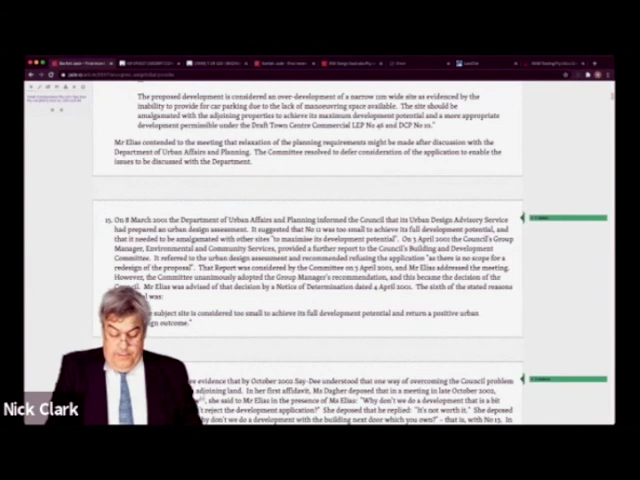 The proposed development is considered an over-development of a narrow 12m wide site as evidenced by the
inability to provide for car parking due to the lack of manoeuvring space available. The site should be
amalgamated with the adjoining properties to achieve its maximum development potential and a more appropriate
development permissible under the Draft Town Centre Commercial LEP No 46 and DCP No 10."
Mr Elias contended to the meeting that relaxation of the planning requirements might be made after discussion with the
Department of Urban Affairs and Planning. The Committee resolved to defer consideration of the application to enable the
issues to be discussed with the Department.
15. On 8 March 2001 the Department of Urban Affairs and Planning informed the Council that its Urban Design Advisory Service
had prepared an urban design assessment. It suggested that No 11 was too small to achieve its full development potential, and
that it needed to be amalgamated with other sites "to maximise its development potential". On 3 April 2001 the Council's Group
Manager, Environmental and Community Services, provided a further report to the Council's Building and Development
Committee. It referred to the urban design assessment and recommended refusing the application "as there is no scope for a
redesign of the proposal". That Report was considered by the Committee on 3 April 2001, and Mr Elias addressed the meeting.
However, the Committee unanimously adopted the Group Manager's recommendation, and this became the decision of the
Council. Mr Elias was advised of that decision by a Notice of Determination dated 4 April 2001. The sixth of the stated reasons
was:
subject site is considered too small to achieve its full development potential and return a positive urban
outcome."
evidence that by October 2002 Say-Dee understood that one way of overcoming the Council problem
adjoining land. In her first affidavit, Ms Dagher deposed that in a meeting in late October 2002,
she said to Mr Elias in the presence of Ms Elias: "Why don't we do a development that is a bit
reject the development application?" She deposed that he replied: "It's not worth it." She deposed
don't we do a development with the building next door which you own?" – that is, with No 13. In
Nick Clark